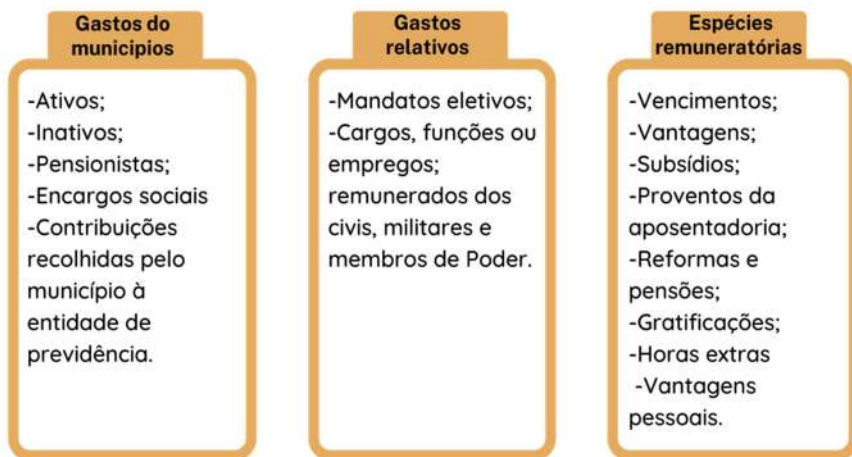 Gastos do
municipios
-Ativos;
-Inativos;
-Pensionistas;
-Encargos sociais
-Contribuições
recolhidas pelo
município à
entidade de
previdência.
Gastos
relativos
-Mandatos eletivos;
-Cargos, funções ou
empregos;
remunerados dos
civis, militares e
membros de Poder.
Espécies
remuneratórias
-Vencimentos;
-Vantagens;
-Subsídios;
-Proventos da
aposentadoria;
-Reformas e
pensões;
-Gratificações;
-Horas extras
-Vantagens
pessoais.